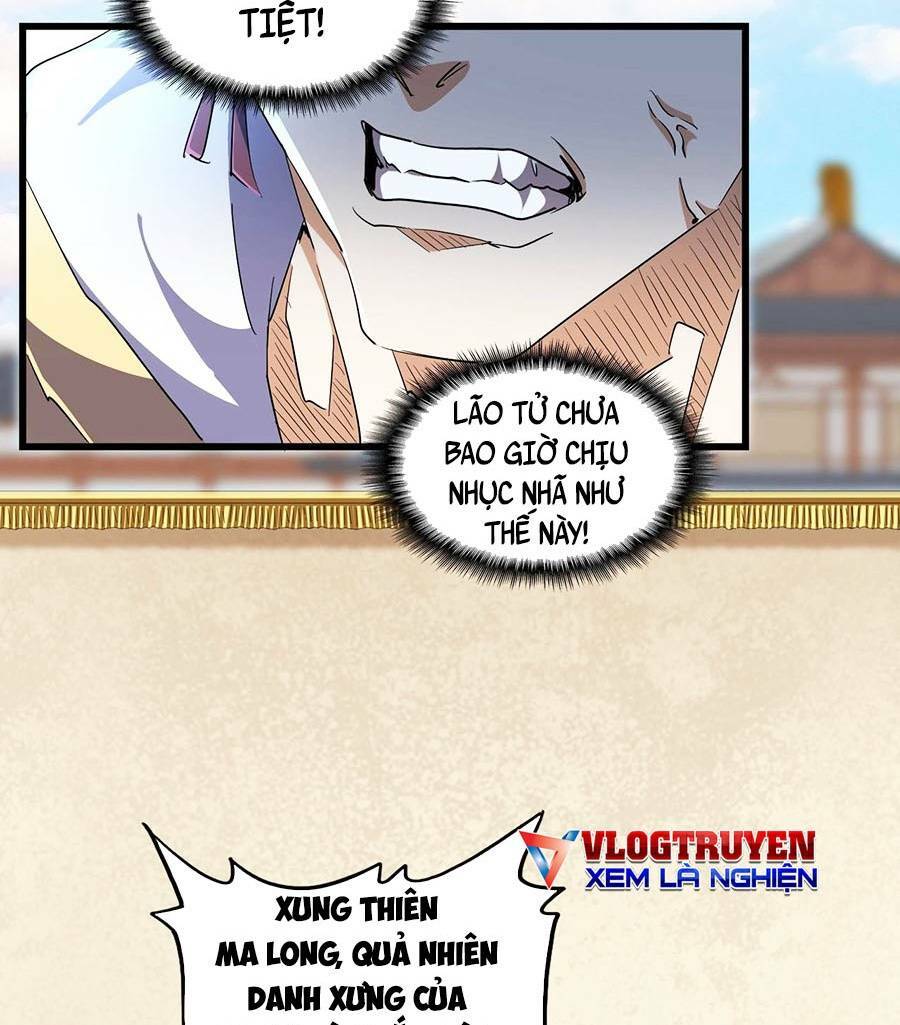 TIỆT!
LÃO TỬ CHƯA
BAO GIỜ CHỊU
NHỤC NHÃ NHƯ
THẾ NÀY!
VLOGTRUYEN
XEM LÀ NGHIỆN
XUNG THIÊN
MA LONG, QUẢ NHIÊN
DANH XƯNG CỦA